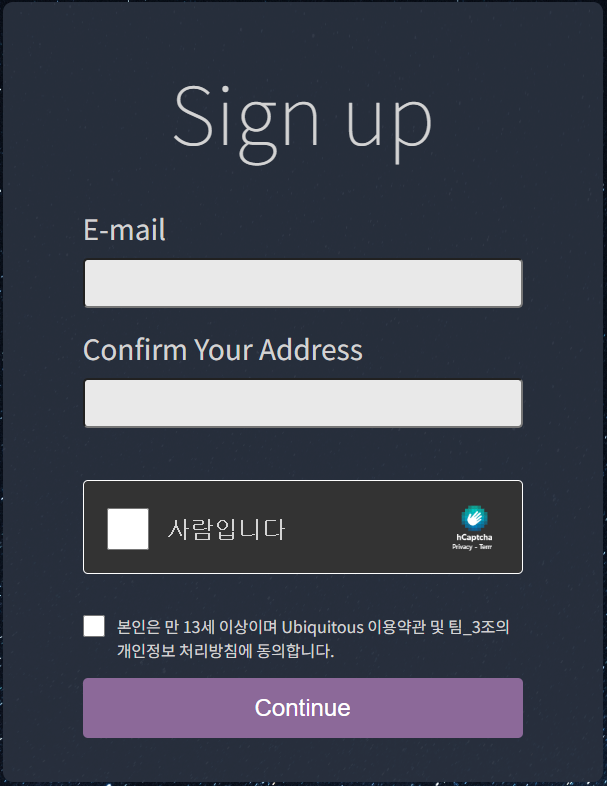 Sign up
E-mail
Confirm Your Address
사람입니다
hCaptcha
Privacy - Terr
본인은 만 13세 이상이며 Ubiquitous 이용약관 및 팀_3조의
개인정보 처리방침에 동의합니다.
Continue